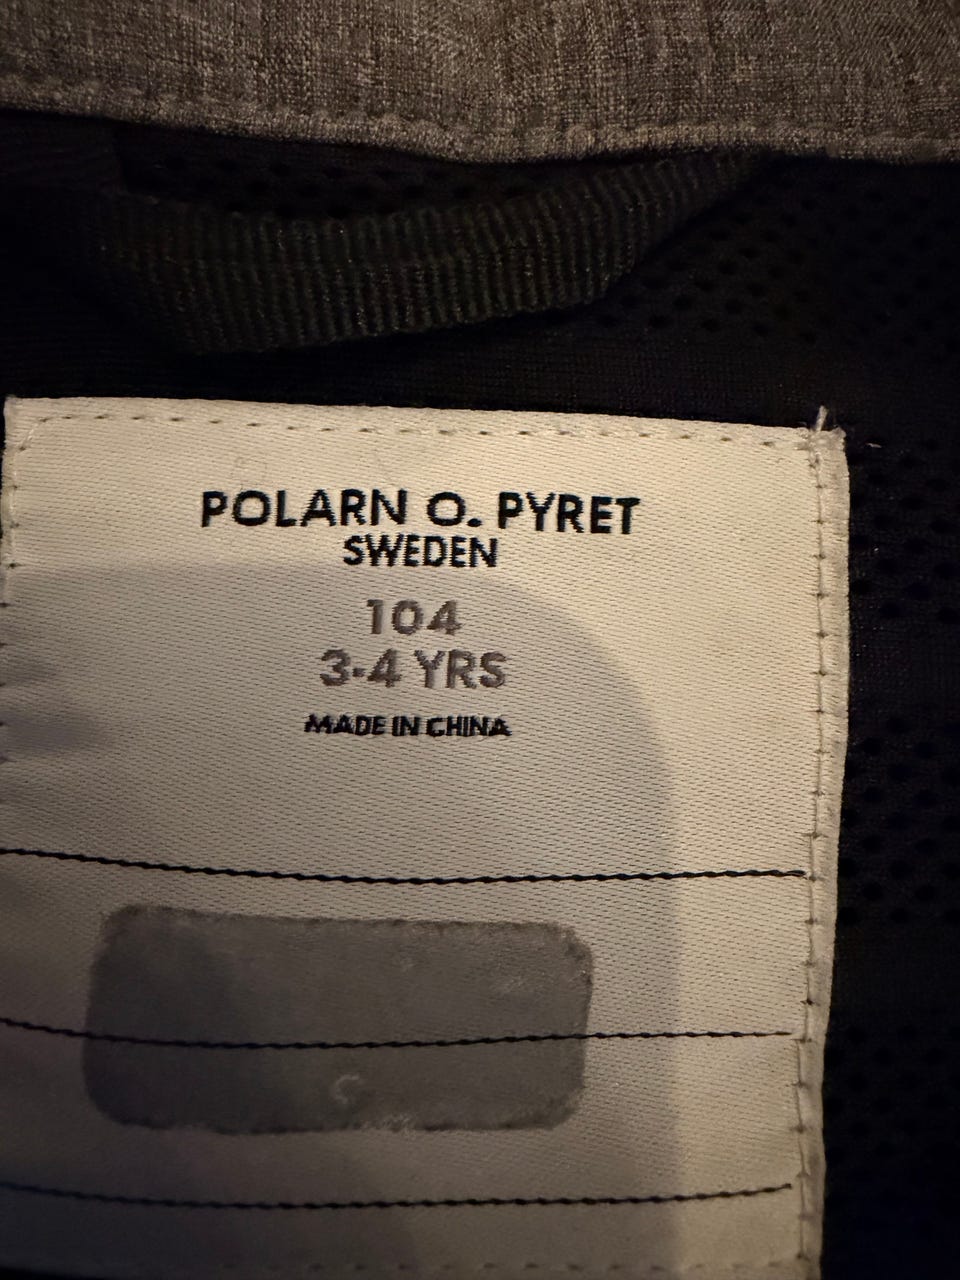 POLARN O. PYRET
SWEDEN
104
3-4 YRS
MADE IN CHINA